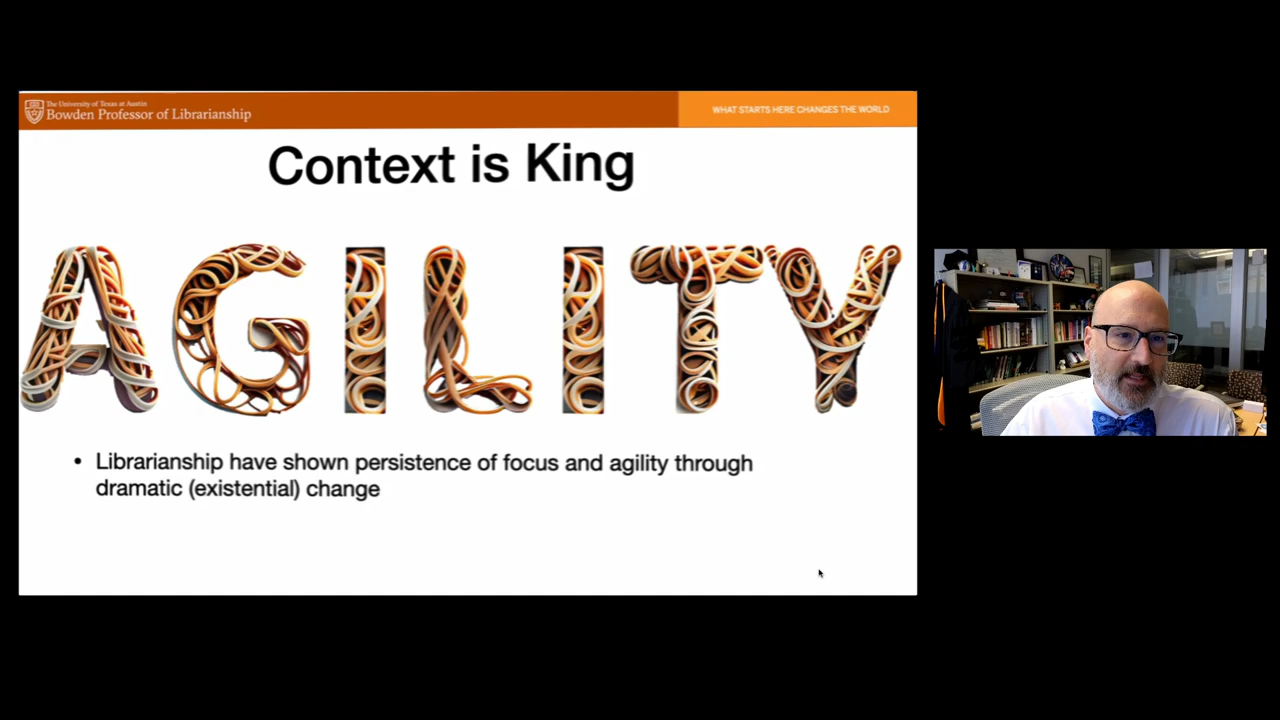 The University of Texas at Austin
Bowden Professor of Librarianship
WHAT STARTS HERE CHANGES THE WORLD
Context is King
AGILITY
• Librarianship have shown persistence of focus and agility through
dramatic (existential) change